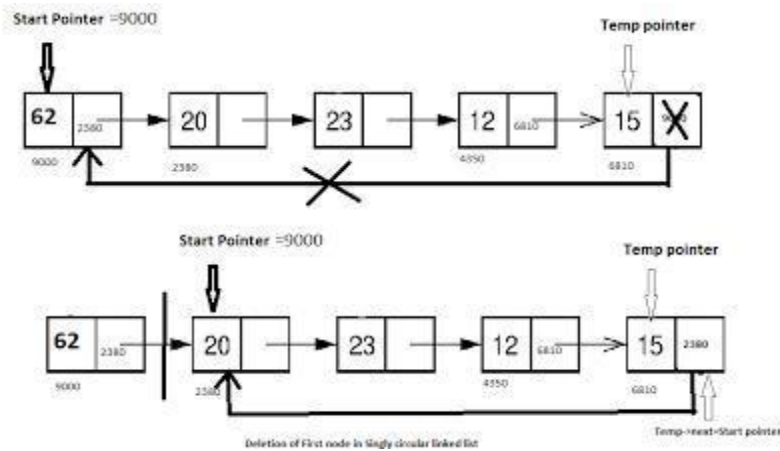 Start Pointer =9000
Temp pointer
62 2380 20 23 12 6810 15
9000 2380 4350 6810
Start Pointer =9000
Temp pointer
62 2380 20 23 12 6810 15 2380
9000 2380 4350 6810
Temp->next=Start pointer
Deletion of First node in Singly circular linked list